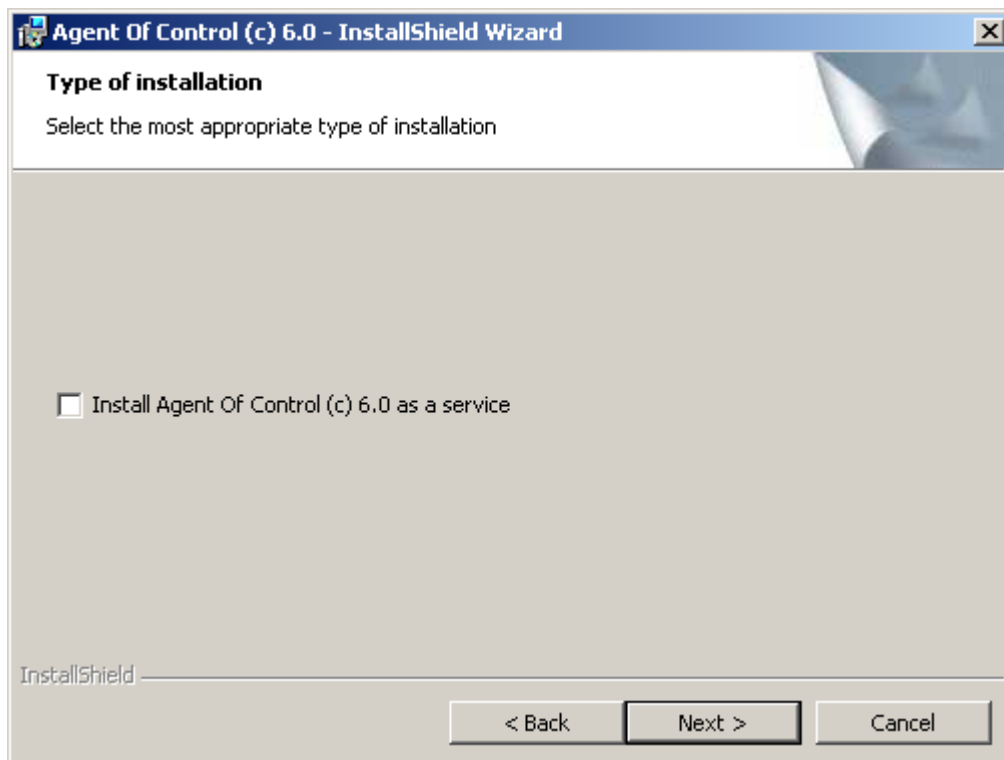 Agent Of Control (c) 6.0 - InstallShield Wizard
Type of installation
Select the most appropriate type of installation
Install Agent Of Control (c) 6.0 as a service
InstallShield
< Back Next > Cancel